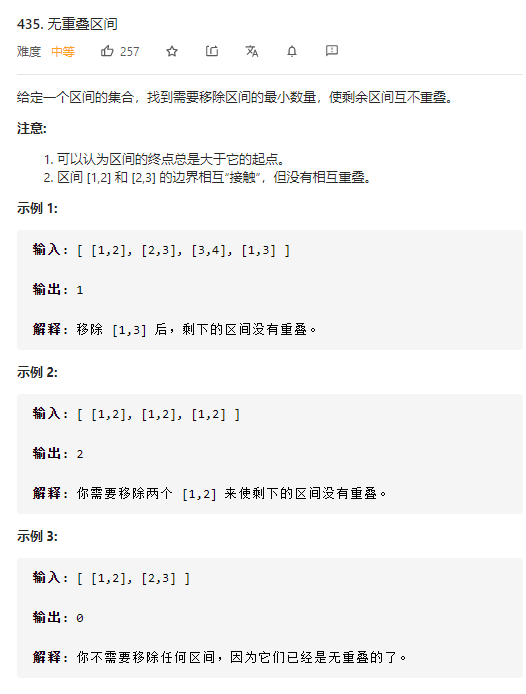 435. 无重叠区间
难度 中等 257
给定一个区间的集合，找到需要移除区间的最小数量，使剩余区间互不重叠。
注意:
1. 可以认为区间的终点总是大于它的起点。
2. 区间 [1,2] 和 [2,3] 的边界相互“接触”，但没有相互重叠。
示例 1:
输入: [ [1,2], [2,3], [3,4], [1,3] ]
输出: 1
解释: 移除 [1,3] 后，剩下的区间没有重叠。
示例 2:
输入: [ [1,2], [1,2], [1,2] ]
输出: 2
解释: 你需要移除两个 [1,2] 来使剩下的区间没有重叠。
示例 3:
输入: [ [1,2], [2,3] ]
输出: 0
解释: 你不需要移除任何区间，因为它们已经是无重叠的了。